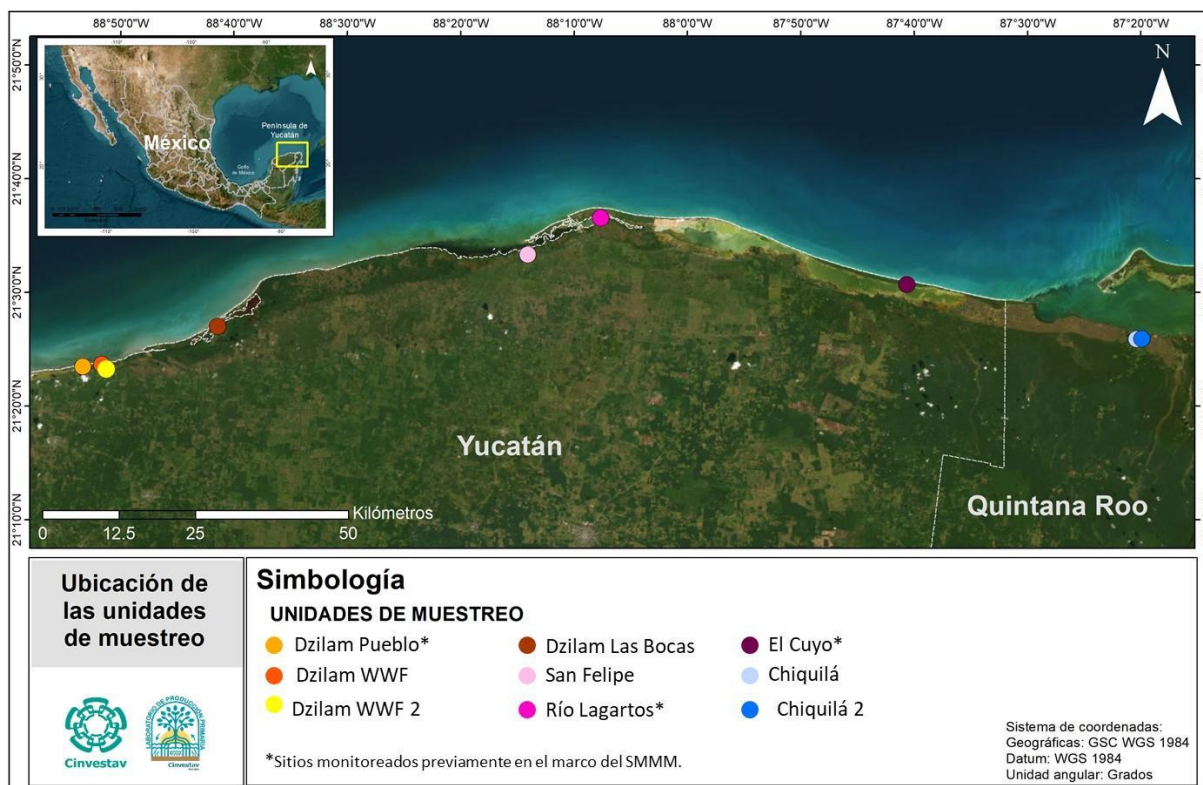 88°50'0"W 88°40'0"W 88°30'0"W 88°20'0"W 88°10'0"W 88°0'0"W 87°50'0"W 87°40'0"W 87°30'0"W 87°20'0"W
21°50'0"N
21°40'0"N
21°30'0"N
21°20'0"N
21°10'0"N
México
Península de
Yucatán
Golfo
de México
N
Yucatán
Quintana Roo
Kilómetros
0 12.5 25 50
Ubicación de
las unidades
de muestreo
Cinvestav
LABORATORIO DE PRODUCCIÓN PRIMARIA
Cinvestav
Simbología
UNIDADES DE MUESTREO
Dzilam Pueblo*
Dzilam WWF
Dzilam WWF 2
Dzilam Las Bocas
San Felipe
Río Lagartos*
El Cuyo*
Chiquilá
Chiquilá 2
*Sitios monitoreados previamente en el marco del SMMM.
Sistema de coordenadas:
Geográficas: GSC WGS 1984
Datum: WGS 1984
Unidad angular: Grados